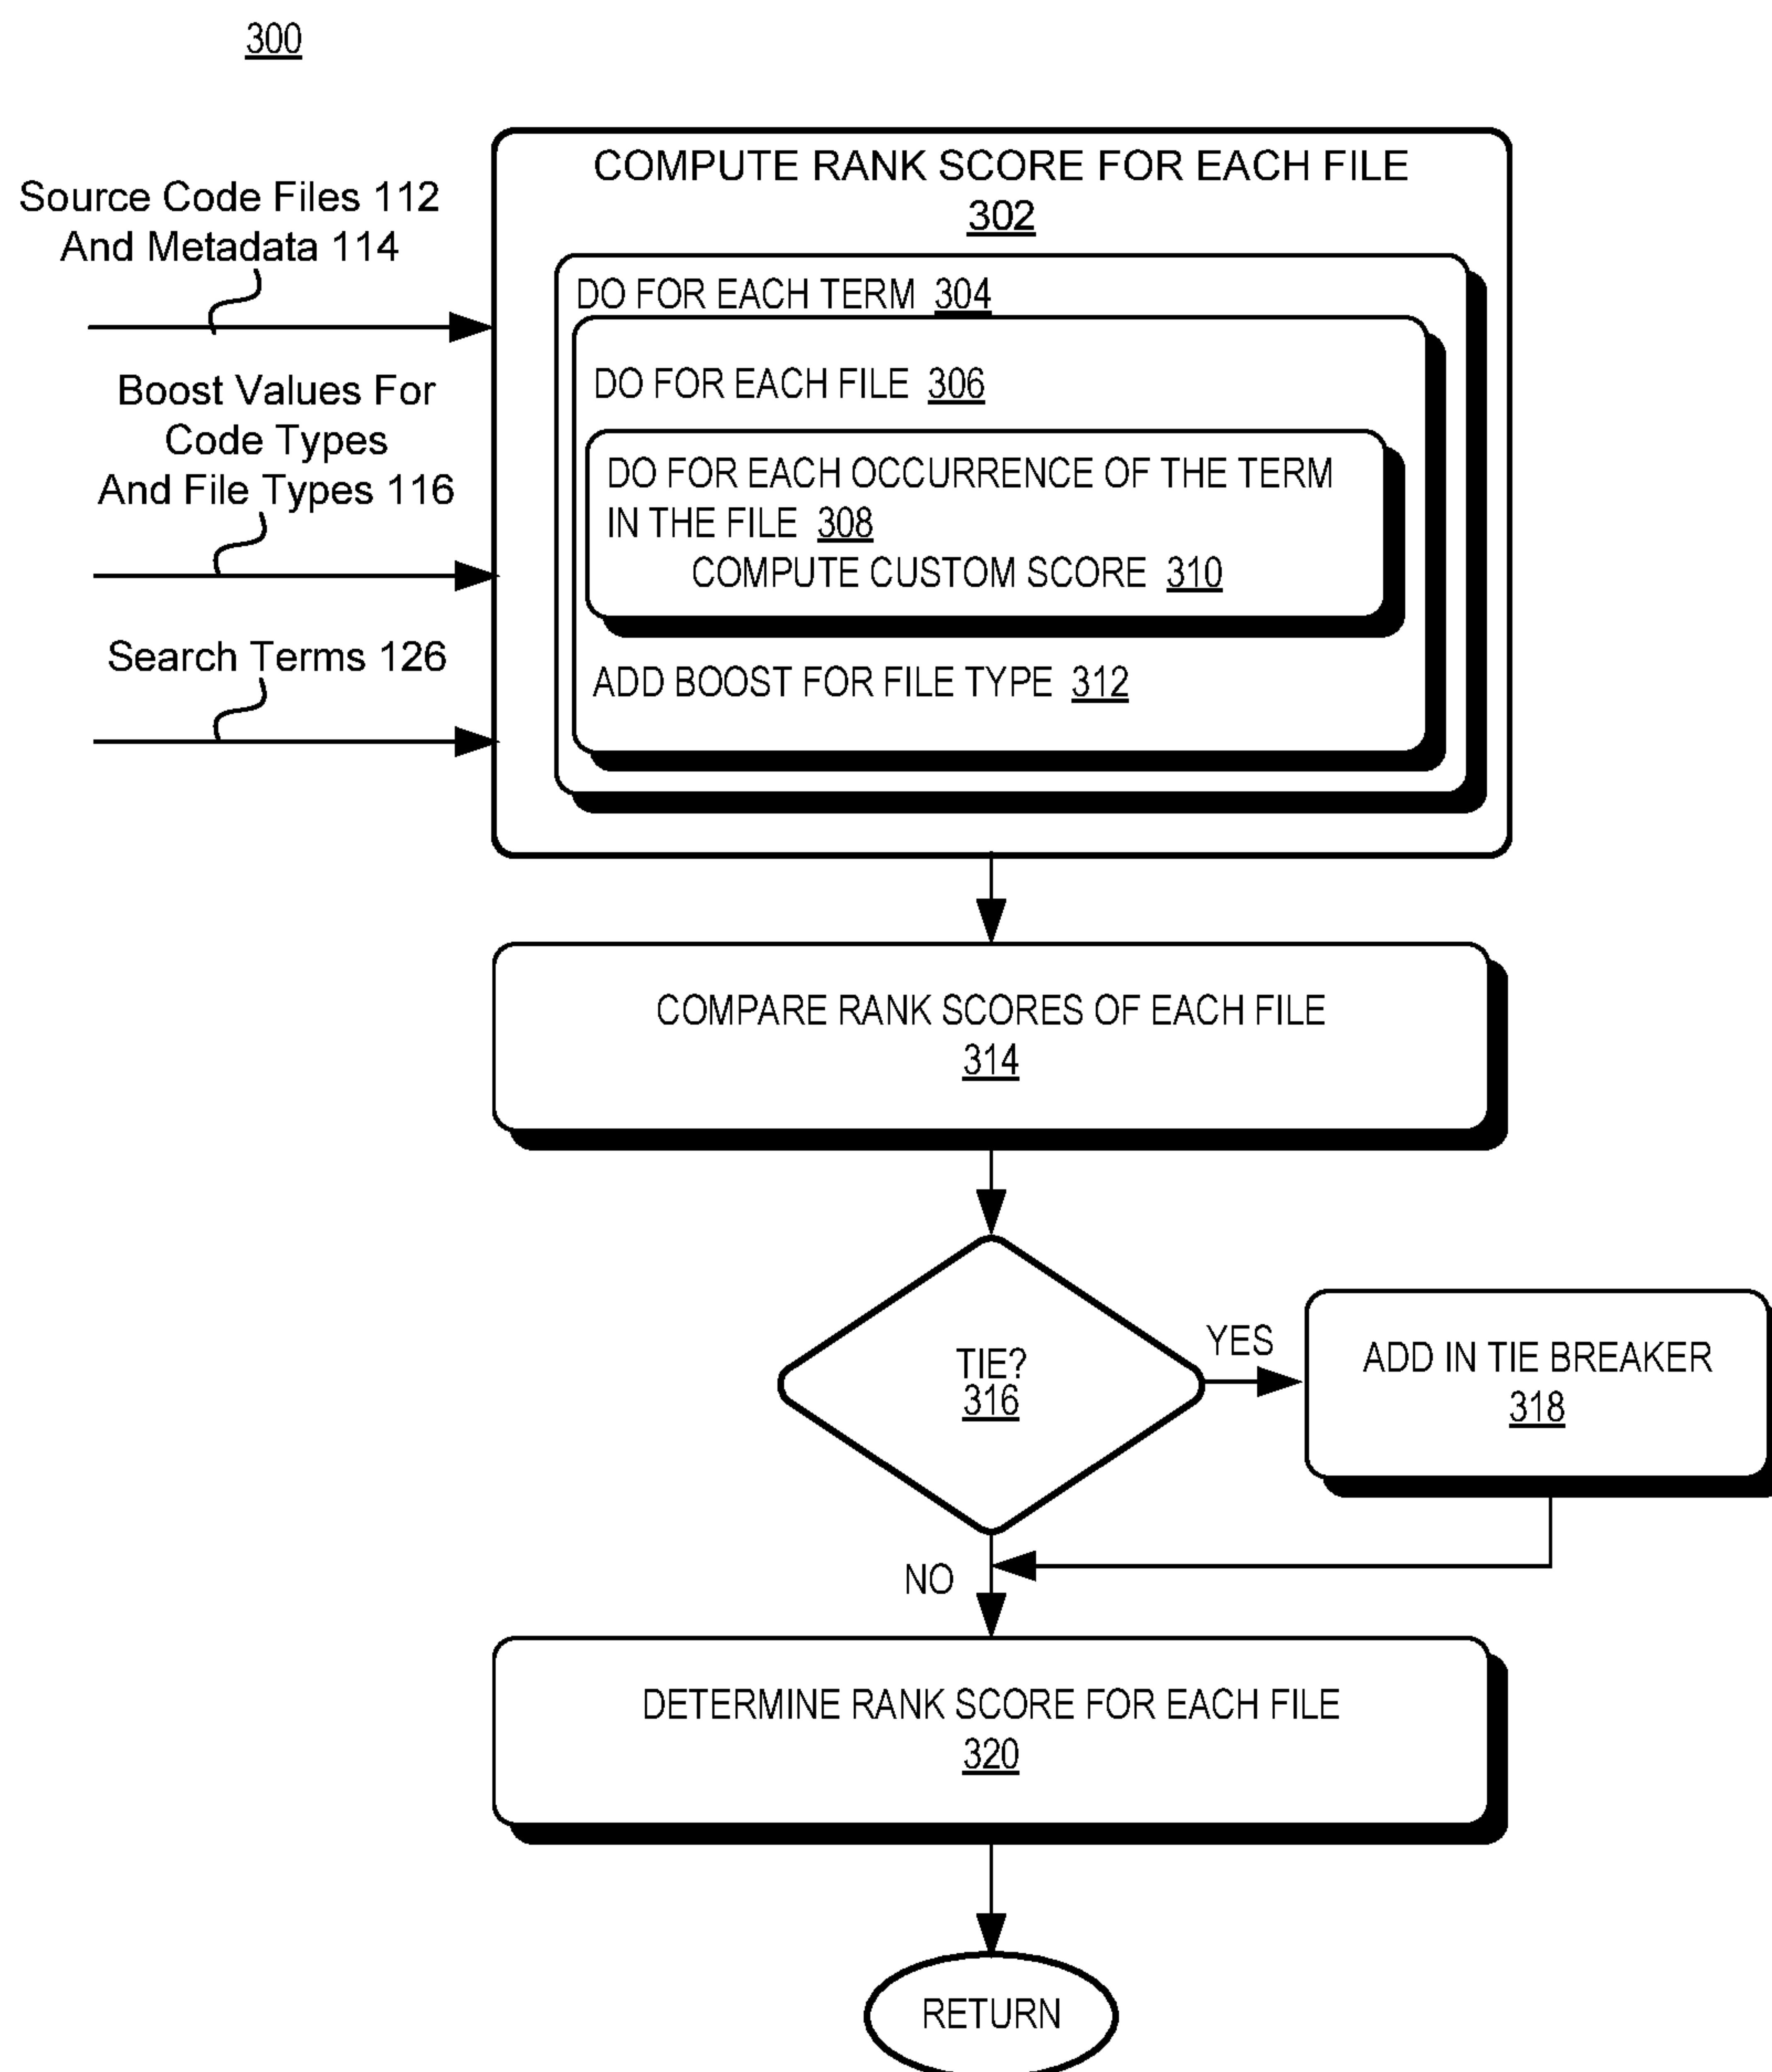 300
COMPUTE RANK SCORE FOR EACH FILE
302
Source Code Files 112
And Metadata 114
DO FOR EACH TERM 304
DO FOR EACH FILE 306
Boost Values For
Code Types
And File Types 116
DO FOR EACH OCCURRENCE OF THE TERM
IN THE FILE 308
COMPUTE CUSTOM SCORE 310
Search Terms 126
ADD BOOST FOR FILE TYPE 312
COMPARE RANK SCORES OF EACH FILE
314
TIE?
316
YES
ADD IN TIE BREAKER
318
NO
DETERMINE RANK SCORE FOR EACH FILE
320
RETURN